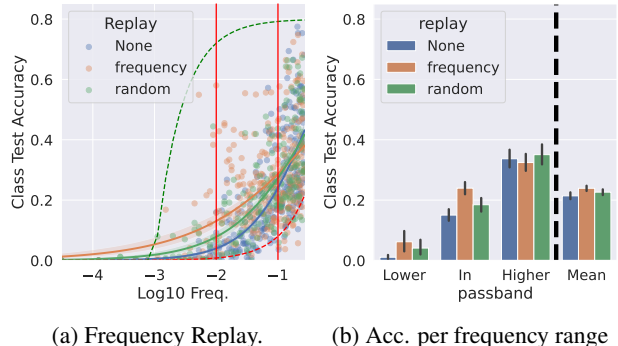 Replay
None
frequency
random
Class Test Accuracy
0.8
0.6
0.4
0.2
0.0
−4
−3
−2
−1
Log10 Freq.
(a) Frequency Replay.
replay
None
frequency
random
Class Test Accuracy
0.8
0.6
0.4
0.2
0.0
Lower
In
Higher
Mean
passband
(b) Acc. per frequency range